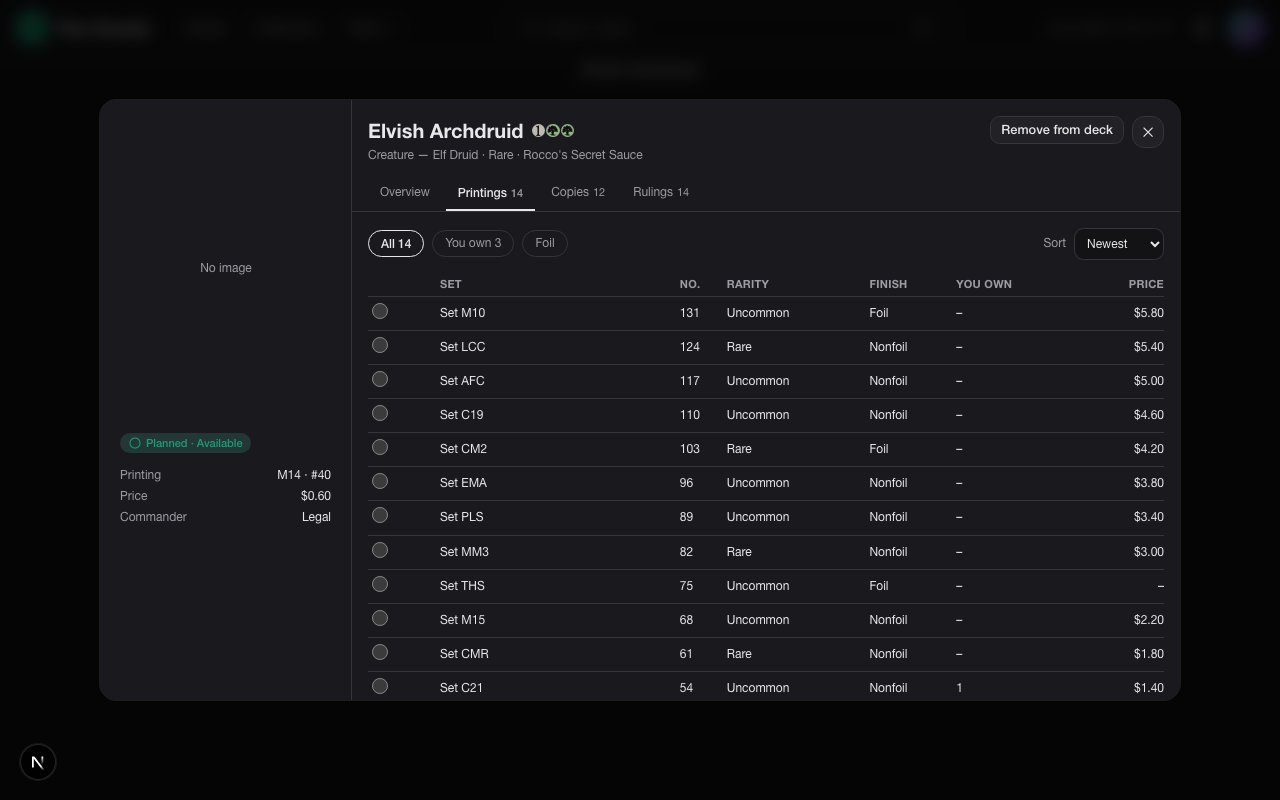 Elvish Archdruid 1
Remove from deck
Creature — Elf Druid · Rare · Rocco's Secret Sauce
Overview Printings 14 Copies 12 Rulings 14
All 14 You own 3 Foil Sort Newest
No image
SET NO. RARITY FINISH YOU OWN PRICE
Set M10 131 Uncommon Foil – $5.80
Set LCC 124 Rare Nonfoil – $5.40
Set AFC 117 Uncommon Nonfoil – $5.00
Set C19 110 Uncommon Nonfoil – $4.60
Set CM2 103 Rare Foil – $4.20
Set EMA 96 Uncommon Nonfoil – $3.80
Set PLS 89 Uncommon Nonfoil – $3.40
Set MM3 82 Rare Nonfoil – $3.00
Set THS 75 Uncommon Foil – –
Set M15 68 Uncommon Nonfoil – $2.20
Set CMR 61 Rare Nonfoil – $1.80
Set C21 54 Uncommon Nonfoil 1 $1.40
Planned · Available
Printing M14 · #40
Price $0.60
Commander Legal
N